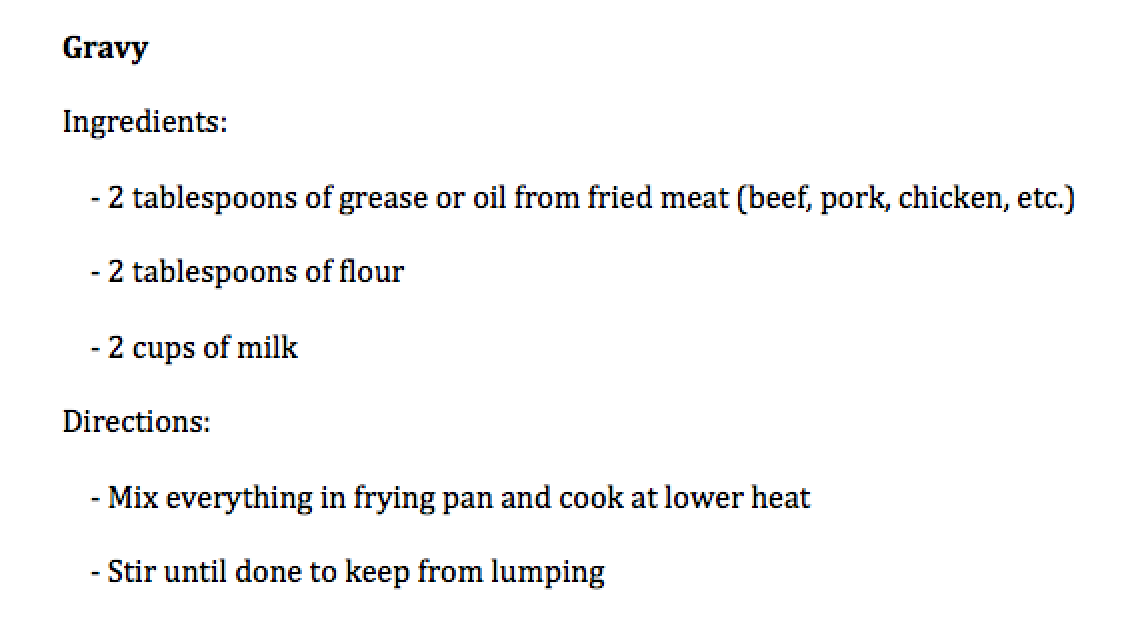 Gravy
Ingredients:
- 2 tablespoons of grease or oil from fried meat (beef, pork, chicken, etc.)
- 2 tablespoons of flour
- 2 cups of milk
Directions:
- Mix everything in frying pan and cook at lower heat
- Stir until done to keep from lumping